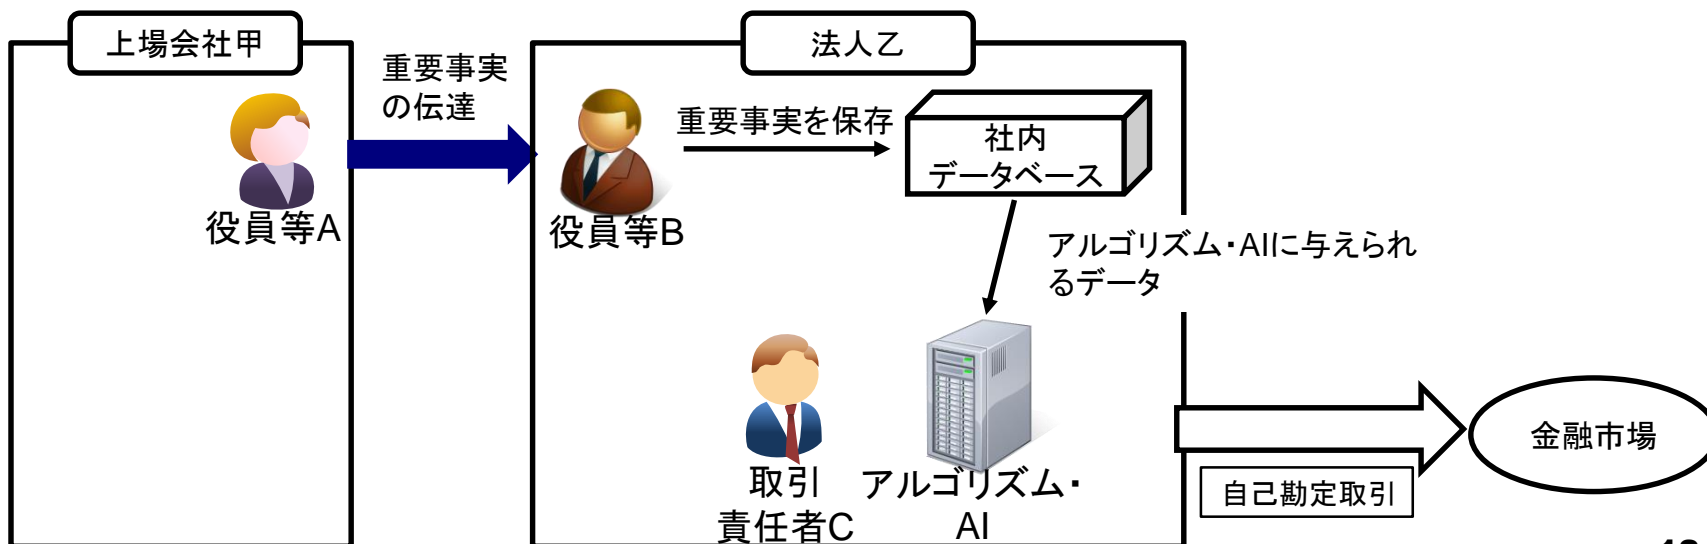 上場会社甲
法人乙
重要事実
の伝達
重要事実を保存
社内
データベース
役員等A
役員等B
アルゴリズム・AIに与えられ
るデータ
取引
責任者C
アルゴリズム・
AI
自己勘定取引
金融市場